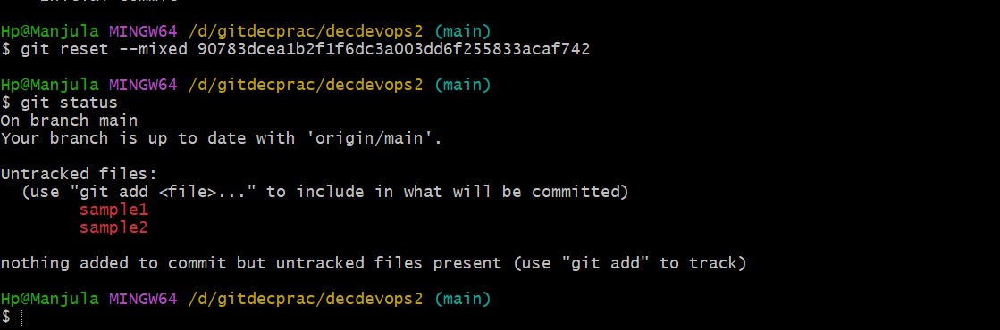 Hp@Manjula MINGW64 /d/gitdecprac/decdevops2 (main)
$ git reset --mixed 90783dcea1b2f1f6dc3a003dd6f255833acaf742
Hp@Manjula MINGW64 /d/gitdecprac/decdevops2 (main)
$ git status
On branch main
Your branch is up to date with 'origin/main'.
Untracked files:
(use "git add <file>..." to include in what will be committed)
sample1
sample2
nothing added to commit but untracked files present (use "git add" to track)
Hp@Manjula MINGW64 /d/gitdecprac/decdevops2 (main)
$